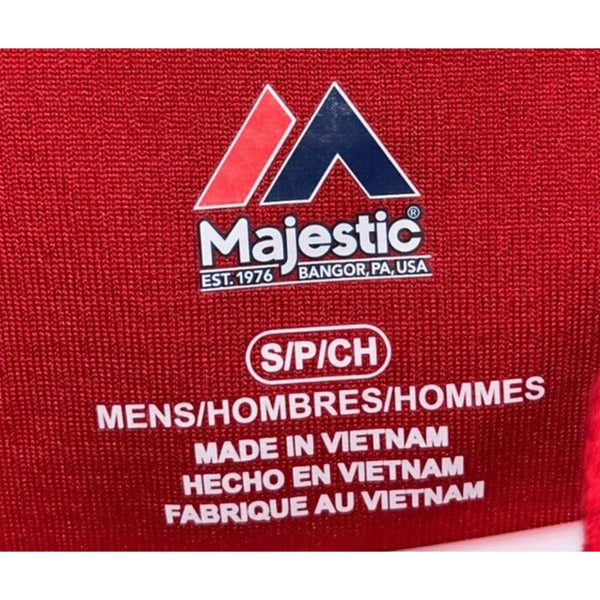 Majestic®
EST. 1976 BANGOR, PA, USA
S/P/CH
MENS/HOMBRES/HOMMES
MADE IN VIETNAM
HECHO EN VIETNAM
FABRIQUE AU VIETNAM